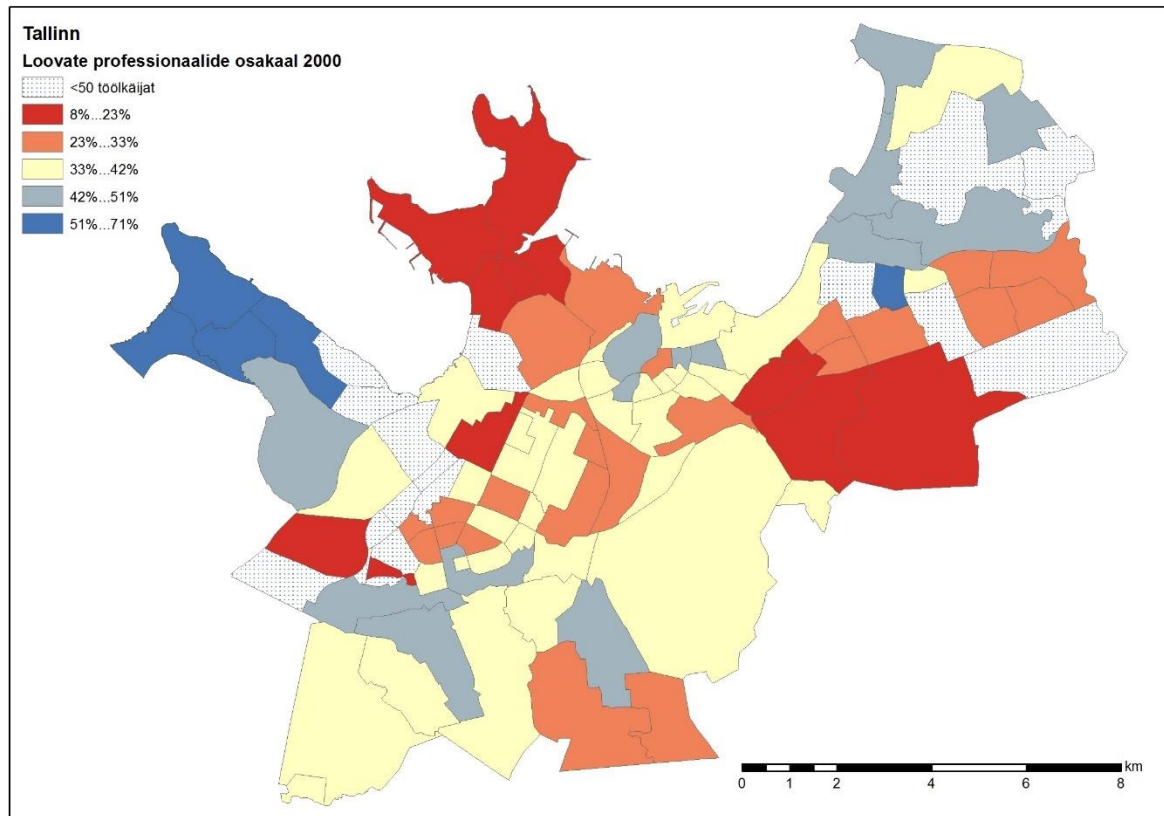 Tallinn
Loovate professionaalide osakaal 2000
<50 töölkäijat
8%...23%
23%...33%
33%...42%
42%...51%
51%...71%
km
0 1 2 4 6 8